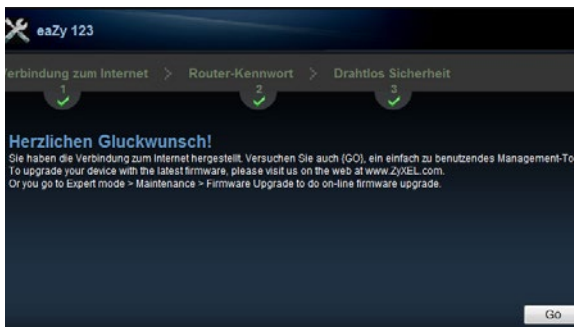 eaZy 123
erbindung zum Internet > Router-Kennwort > Drahtlos Sicherheit
1 2 3
Herzlichen Gluckwunsch!
Sie haben die Verbindung zum Internet hergestellt. Versuchen Sie auch (GO), ein einfach zu benutzendes Management-To
To upgrade your device with the latest firmware, please visit us on the web at www.ZyXEL.com.
Or you go to Expert mode > Maintenance > Firmware Upgrade to do on-line firmware upgrade.
Go